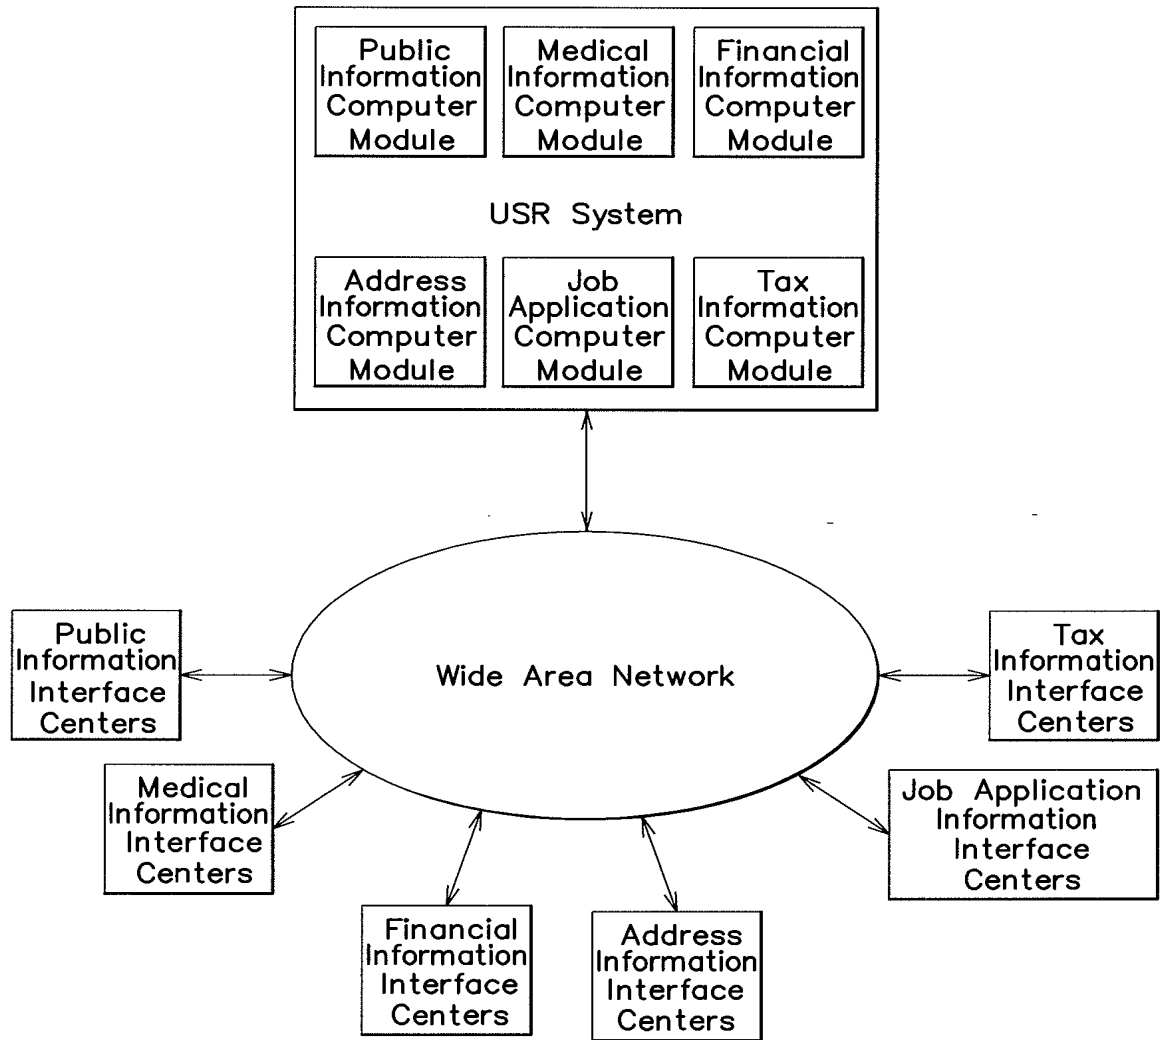 Public
Information
Computer
Module
Medical
Information
Computer
Module
Financial
Information
Computer
Module
USR System
Address
Information
Computer
Module
Job
Application
Computer
Module
Tax
Information
Computer
Module
Wide Area Network
Public
Information
Interface
Centers
Tax
Information
Interface
Centers
Medical
Information
Interface
Centers
Job Application
Information
Interface
Centers
Financial
Information
Interface
Centers
Address
Information
Interface
Centers